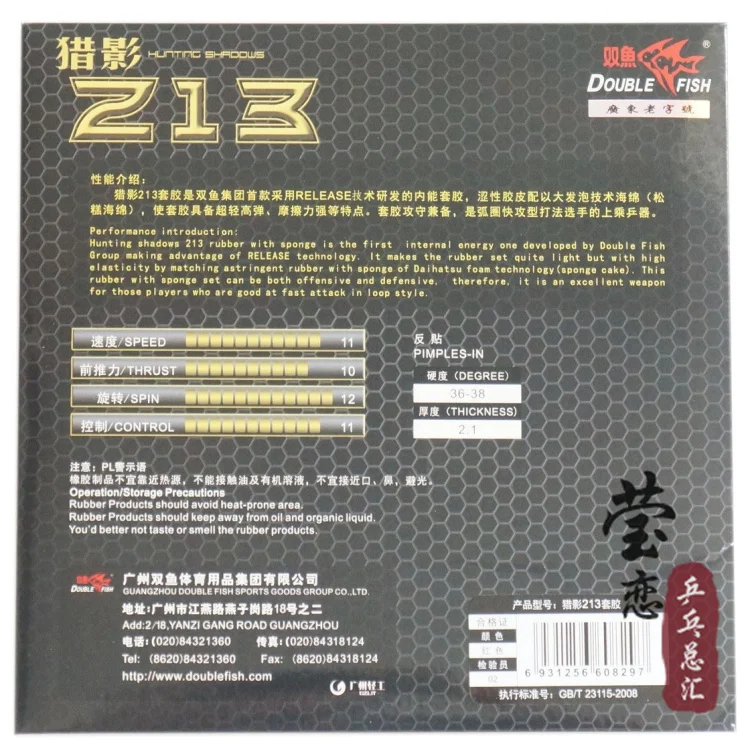 猎影 HUNTING SHADOWS
213
双鱼
DOUBLE FISH
®
廣東老字號
性能介绍：
猎影213套胶是双鱼集团首款采用RELEASE技术研发的内能套胶，涩性胶皮配以大发泡技术海绵（松
糕海绵），使套胶具备超轻高弹、摩擦力强等特点。套胶攻守兼备，是弧圈快攻型打法选手的上乘乒器。
Performance introduction:
Hunting shadows 213 rubber with sponge is the first internal energy one developed by Double Fish
Group making advantage of RELEASE technology. It makes the rubber set quite light but with high
elasticity by matching astringent rubber with sponge of Daihatsu foam technology(sponge cake). This
rubber with sponge set can be both offensive and defensive, therefore, it is an excellent weapon
for those players who are good at fast attack in loop style.
速度/SPEED 11
前推力/THRUST 10
旋转/SPIN 12
控制/CONTROL 11
反 贴
PIMPLES-IN
硬度（DEGREE）
36-38
厚度（THICKNESS）
2.1
注意：PL警示语
橡胶制品不宜靠近热源，不能接触油及有机溶液，不宜接近口、鼻，避光。
Operation/Storage Precautions
Rubber Products should avoid heat-prone area.
Rubber Products should keep away from oil and organic liquid.
You'd better not taste or smell the rubber products.
双鱼
DOUBLE FISH
广州双鱼体育用品集团有限公司
GUANGZHOU DOUBLE FISH SPORTS GOODS GROUP CO.,LTD.
地址:广州市江燕路燕子岗路18号之二
Add:2/18,YANZI GANG ROAD GUANGZHOU
电话:(020)84321360 传真:(020)84318124
Tel: (8620)84321360 Fax: (8620)84318124
http://www.doublefish.com
广州轻工
GZLIT
产品型号：猎影213套胶
合格证
颜色
红色
检验员
02
6 931256 608297
执行标准号：GB/T 23115-2008
莹恋
乒乓总汇